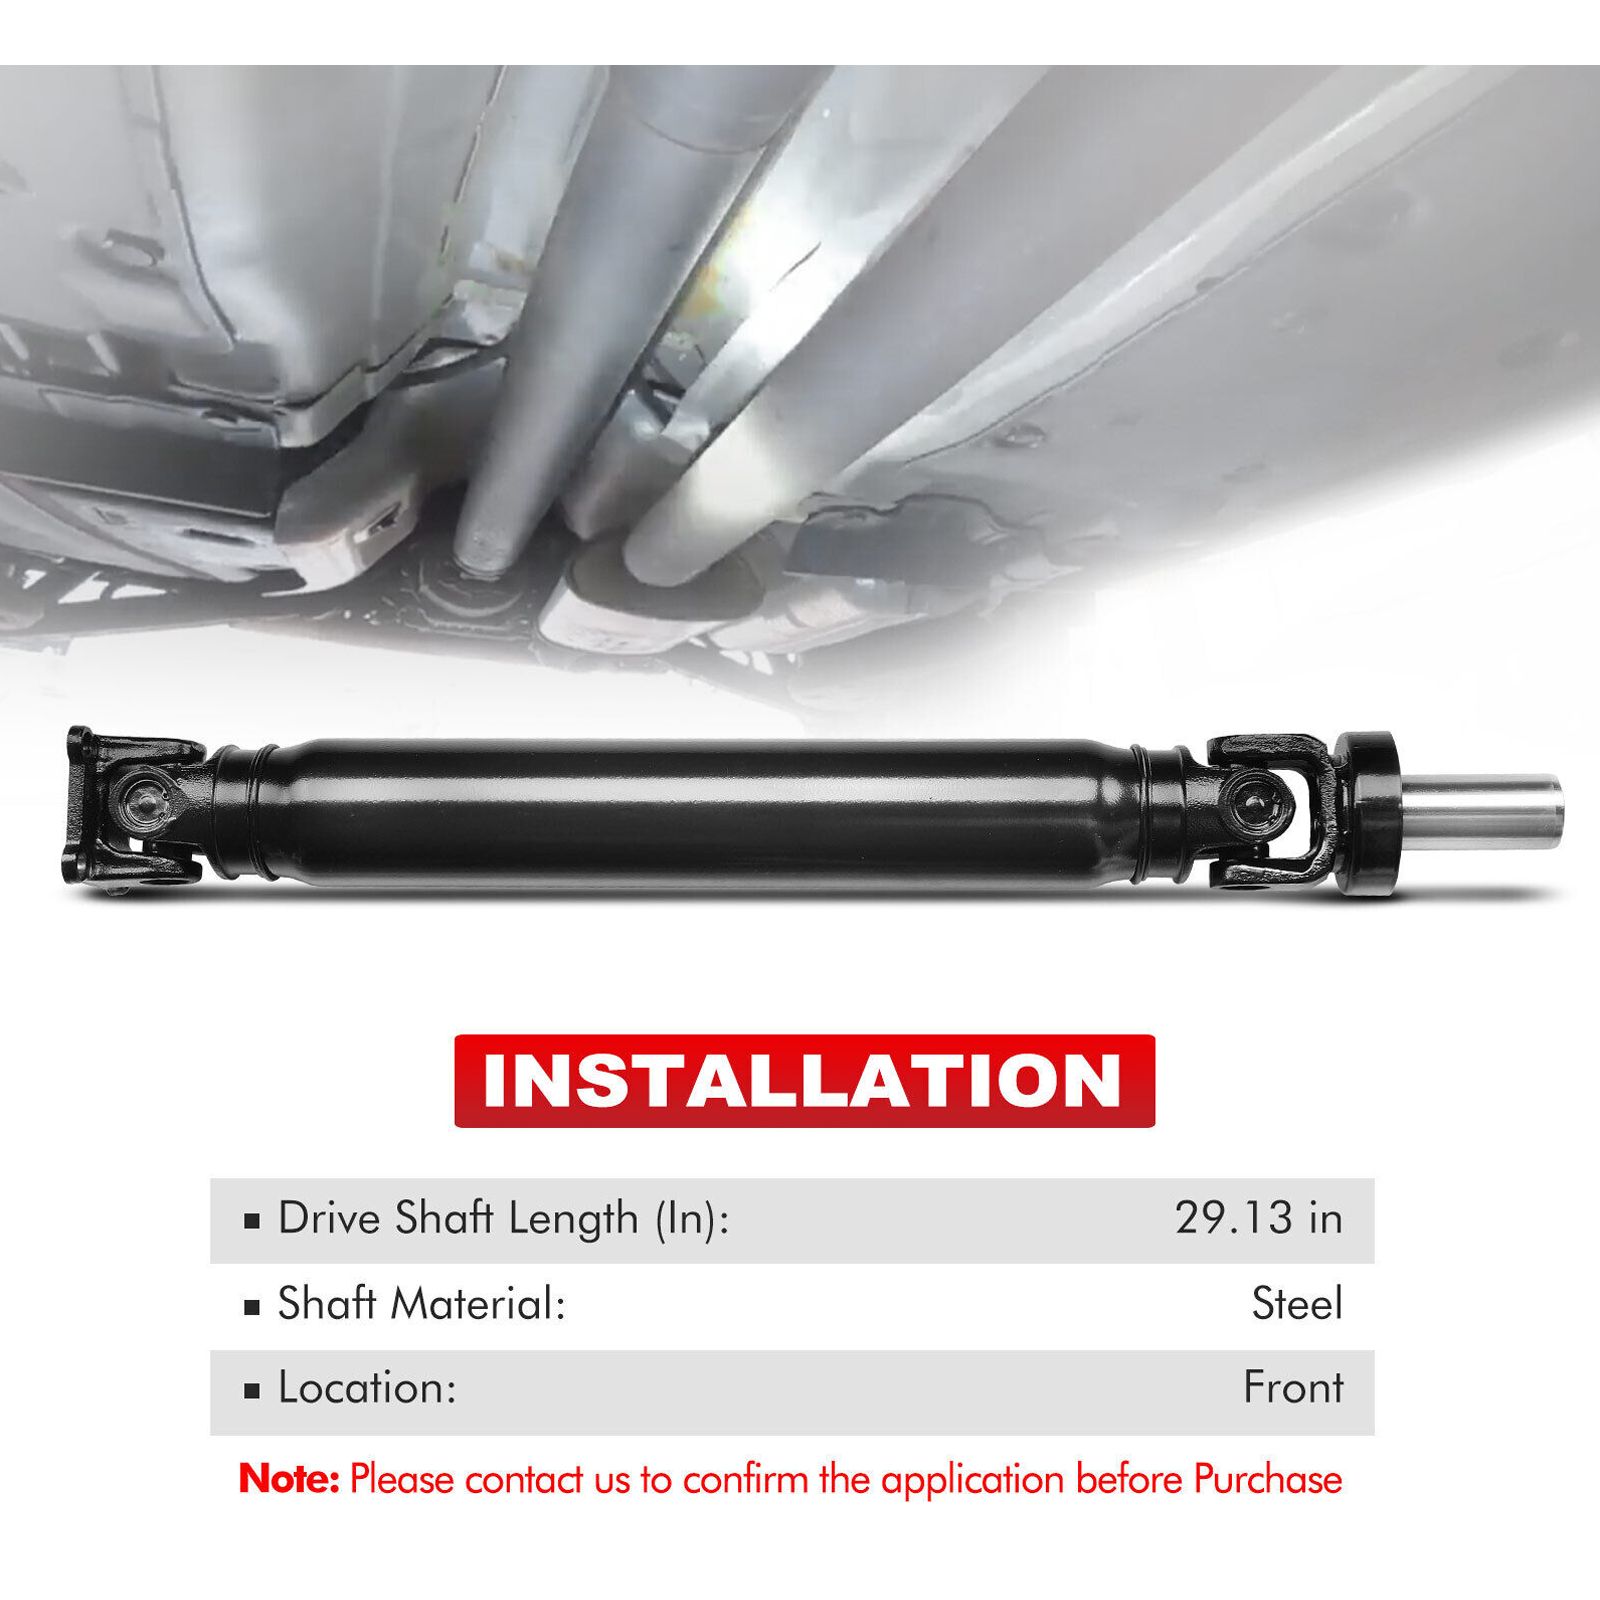 INSTALLATION
▪ Drive Shaft Length (In): 29.13 in
▪ Shaft Material: Steel
▪ Location: Front
Note: Please contact us to confirm the application before Purchase